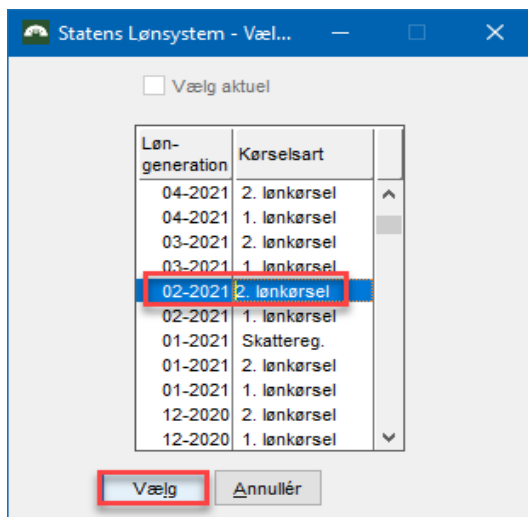 Statens Lønsystem - Væl...
Vælg aktuel
Løn-
generation Kørselsart
04-2021 2. lønkørsel
04-2021 1. lønkørsel
03-2021 2. lønkørsel
03-2021 1. lønkørsel
02-2021 2. lønkørsel
02-2021 1. lønkørsel
01-2021 Skattereg.
01-2021 2. lønkørsel
01-2021 1. lønkørsel
12-2020 2. lønkørsel
12-2020 1. lønkørsel
Vælg Annullér